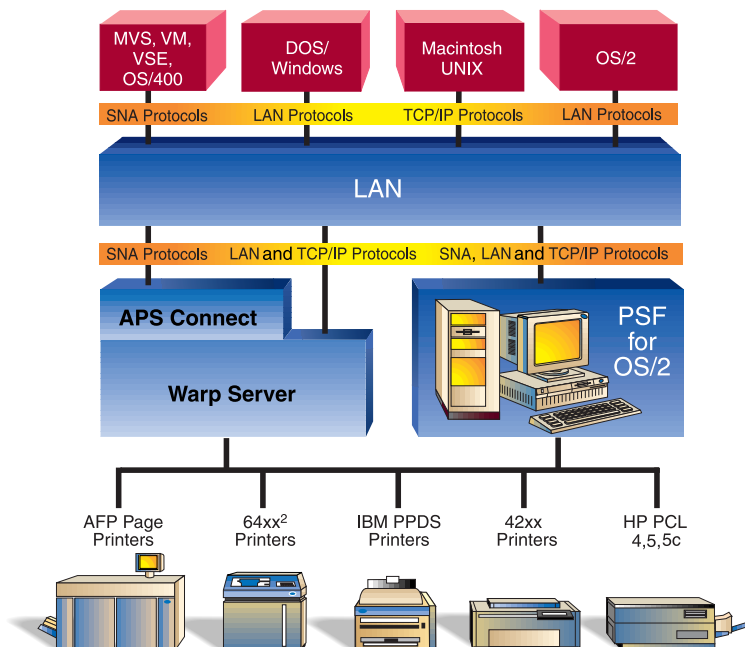 MVS, VM,
VSE,
OS/400
DOS/
Windows
Macintosh
UNIX
OS/2
SNA Protocols
LAN Protocols
TCP/IP Protocols
LAN Protocols
LAN
SNA Protocols
LAN and TCP/IP Protocols
SNA, LAN and TCP/IP Protocols
APS Connect
Warp Server
PSF
for
OS/2
AFP Page
Printers
64xx²
Printers
IBM PPDS
Printers
42xx
Printers
HP PCL
4,5,5c